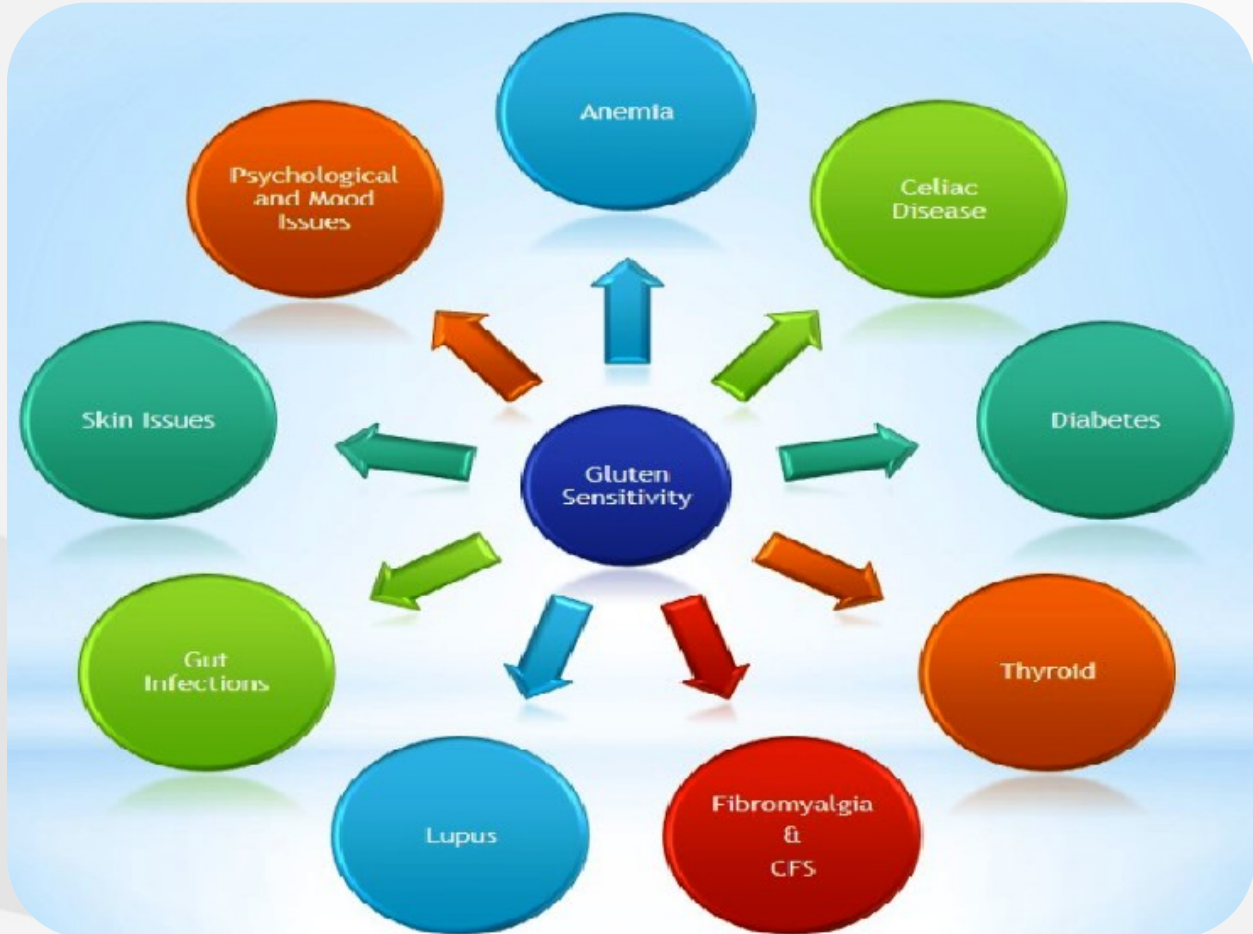 Anemia
Celiac
Disease
Diabetes
Thyroid
Fibromyalgia
&
CFS
Lupus
Gut
Infections
Skin Issues
Psychological
and Mood
Issues
Gluten
Sensitivity